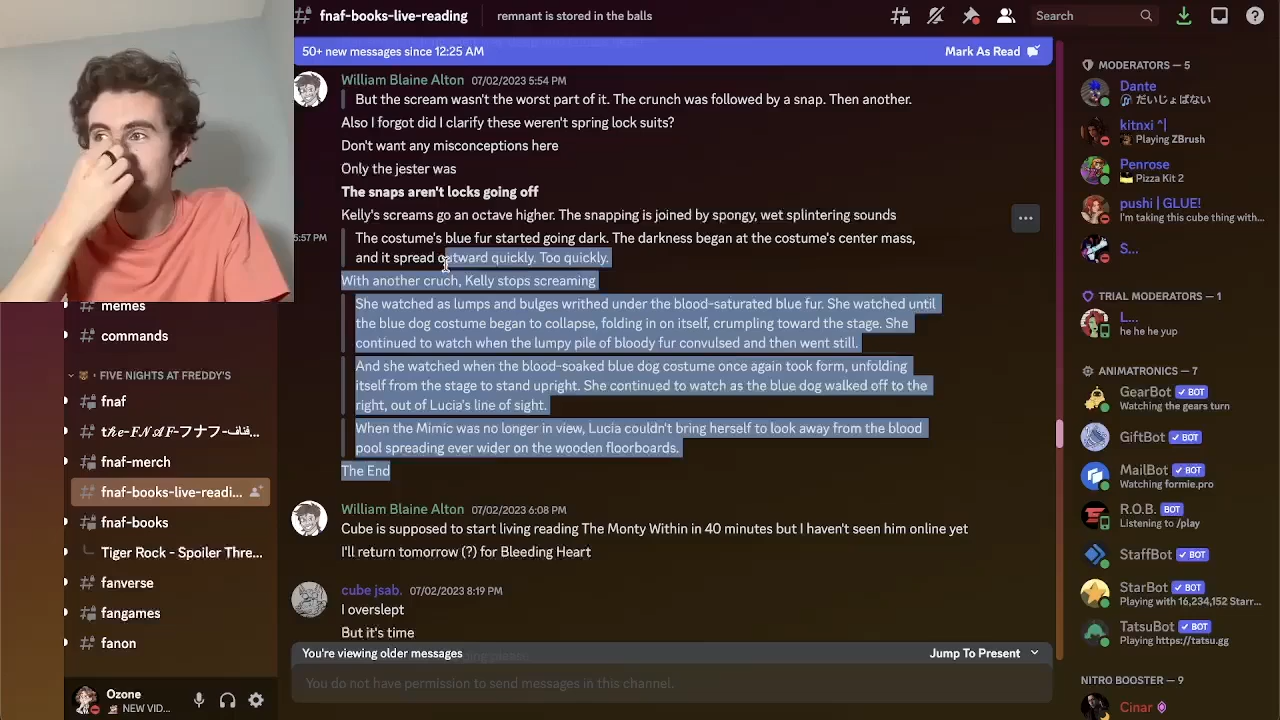 fnaf-books-live-reading
remnant is stored in the balls
Search
50+ new messages since 12:25 AM
Mark As Read
William Blaine Alton 07/02/2023 5:54 PM
But the scream wasn't the worst part of it. The crunch was followed by a snap. Then another.
Also I forgot did I clarify these weren't spring lock suits?
Don't want any misconceptions here
Only the jester was
The snaps aren't locks going off
Kelly's screams go an octave higher. The snapping is joined by spongy, wet splintering sounds
5:57 PM
The costume's blue fur started going dark. The darkness began at the costume's center mass,
and it spread outward quickly. Too quickly.
With another cruch, Kelly stops screaming
She watched as lumps and bulges writhed under the blood-saturated blue fur. She watched until
the blue dog costume began to collapse, folding in on itself, crumpling toward the stage. She
continued to watch when the lumpy pile of bloody fur convulsed and then went still.
And she watched when the blood-soaked blue dog costume once again took form, unfolding
itself from the stage to stand upright. She continued to watch as the blue dog walked off to the
right, out of Lucia's line of sight.
When the Mimic was no longer in view, Lucia couldn't bring herself to look away from the blood
pool spreading ever wider on the wooden floorboards.
The End
William Blaine Alton 07/02/2023 6:08 PM
Cube is supposed to start living reading The Monty Within in 40 minutes but I haven't seen him online yet
I'll return tomorrow (?) for Bleeding Heart
cube jsab. 07/02/2023 8:19 PM
I overslept
But it's time
You're viewing older messages
Jump To Present
You do not have permission to send messages in this channel.
memes
commands
FIVE NIGHTS AT FREDDY'S
fnaf
fnaf-merch
fnaf-books-live-readi...
fnaf-books
Tiger Rock - Spoiler Thre...
fanverse
fangames
fanon
Ozone
NEW VID...
MODERATORS — 5
Dante
だいじょばない
kitnxi ^|
Playing ZBrush
Penrose
Pizza Kit 2
pushi | GLUE!
I'm taking this cube thing with...
S...
TRIAL MODERATORS — 1
L...
he he he yup
ANIMATRONICS — 7
GearBot BOT
Watching the gears turn
GiftBot BOT
MailBot BOT
Watching formie.pro
R.O.B. BOT
Listening to /play
StaffBot BOT
StarBot BOT
Playing with 16,234,152 Starr...
TatsuBot BOT
Playing https://tatsu.gg
NITRO BOOSTER — 9
Cinar